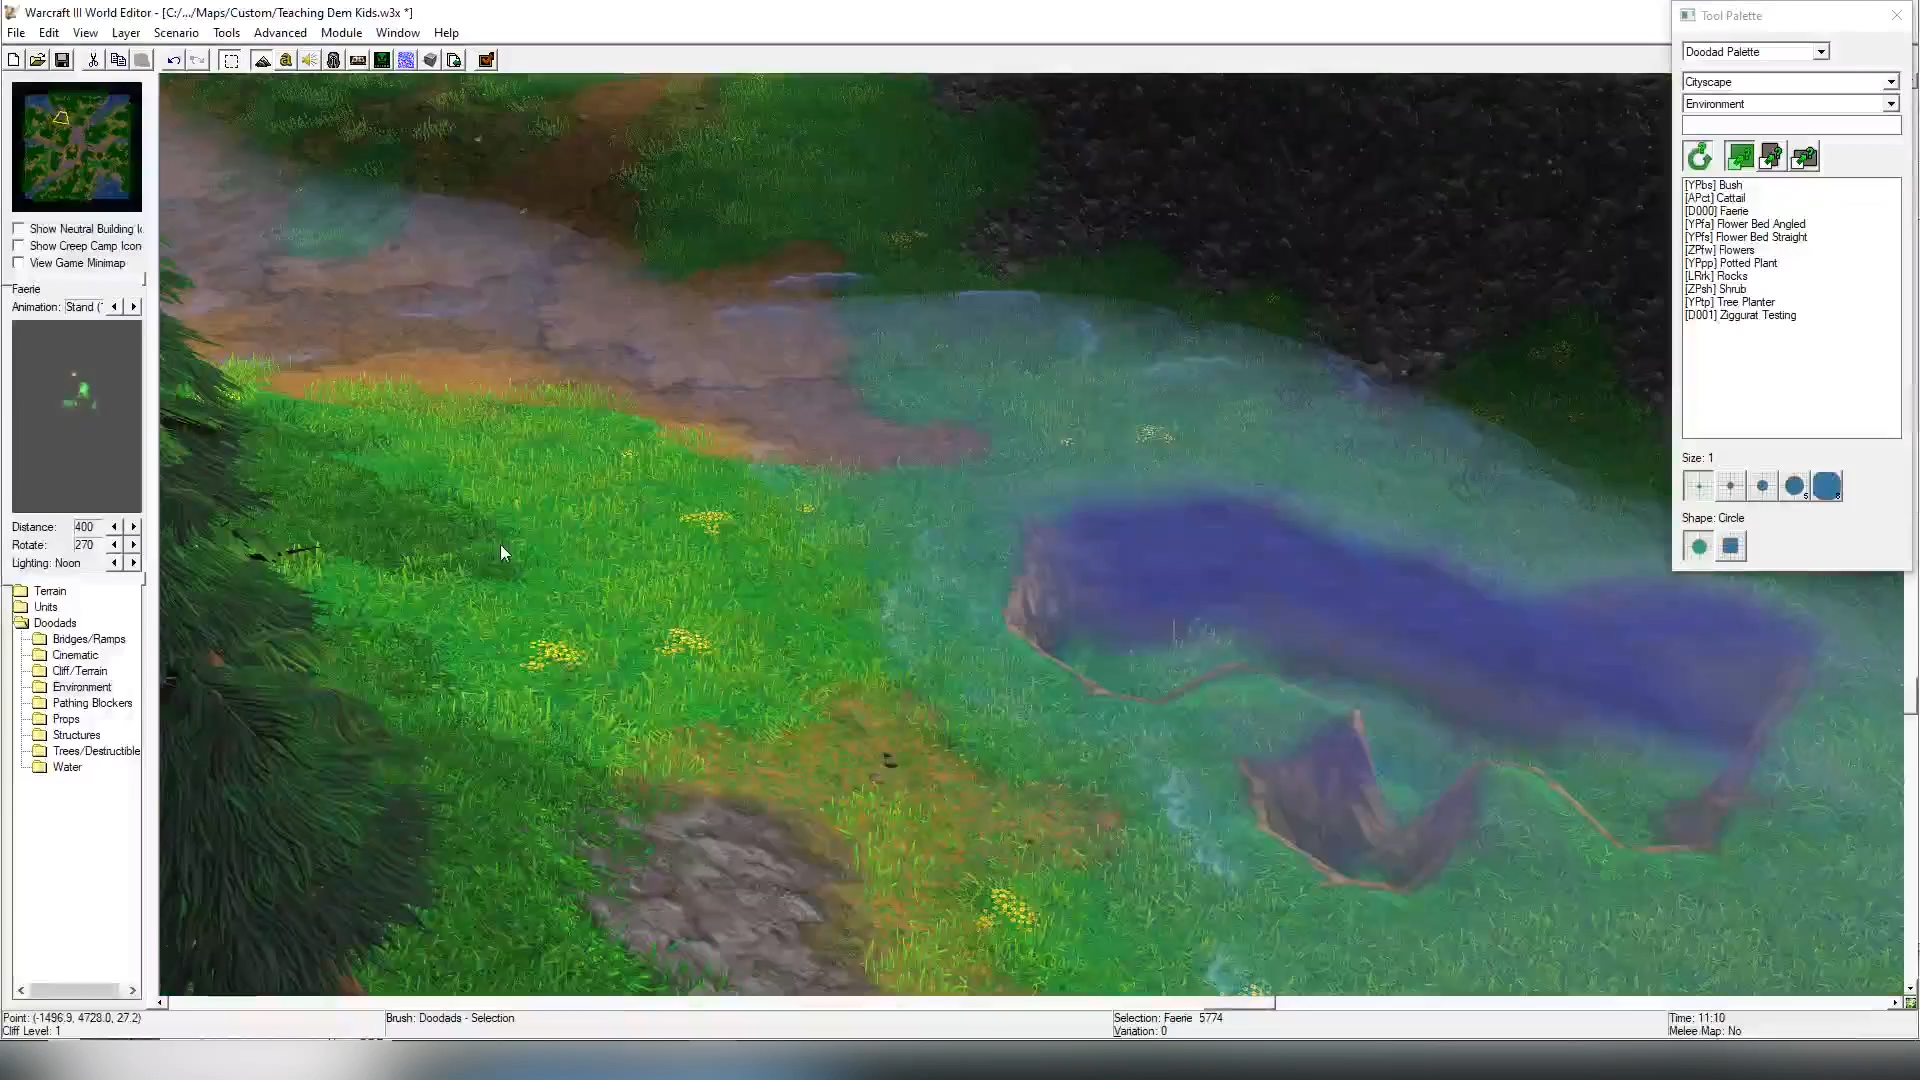 Warcraft III World Editor - [C:/.../Maps/Custom/Teaching Dem Kids.w3x *]
File Edit View Layer Scenario Tools Advanced Module Window Help
Show Neutral Building Ic
Show Creep Camp Icon
View Game Minimap
Faerie
Animation: Stand (
Distance: 400
Rotate: 270
Lighting: Noon
Terrain
Units
Doodads
Bridges/Ramps
Cinematic
Cliff/Terrain
Environment
Pathing Blockers
Props
Structures
Trees/Destructible
Water
Tool Palette
Doodad Palette
Cityscape
Environment
[YPbs] Bush
[APct] Cattail
[D000] Faerie
[YPfa] Flower Bed Angled
[YPfs] Flower Bed Straight
[ZPfw] Flowers
[YPpp] Potted Plant
[LRrk] Rocks
[ZPsh] Shrub
[YPtp] Tree Planter
[D001] Ziggurat Testing
Size: 1
Shape: Circle
Point: (-1496.9, 4728.0, 27.2)
Cliff Level: 1
Brush: Doodads - Selection
Selection: Faerie 5774
Variation: 0
Time: 11:10
Melee Map: No